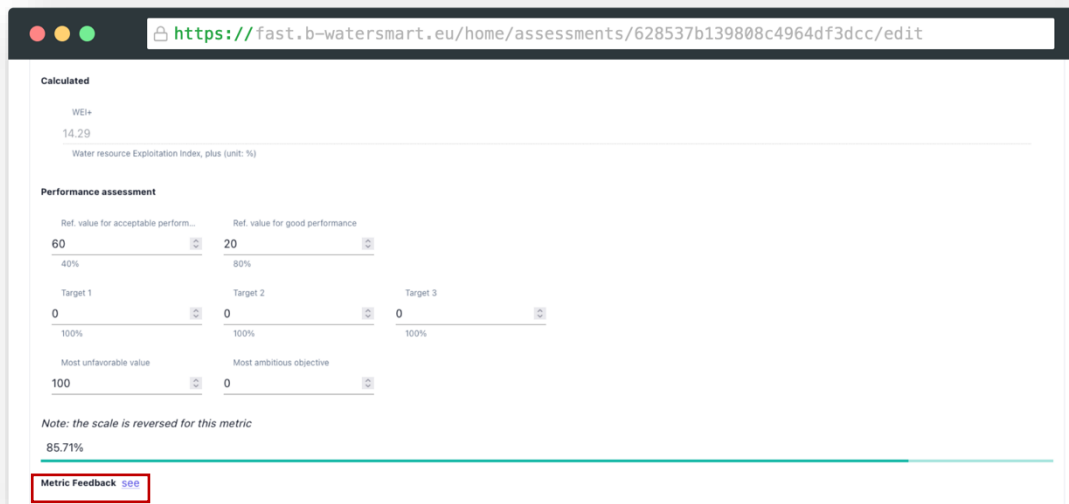 https://fast.b-watersmart.eu/home/assessments/628537b139808c4964df3dcc/edit
Calculated
WEI+
14.29
Water resource Exploitation Index, plus (unit: %)
Performance assessment
Ref. value for acceptable perform... Ref. value for good performance
60 20
40% 80%
Target 1 Target 2 Target 3
0 0 0
100% 100% 100%
Most unfavorable value Most ambitious objective
100 0
Note: the scale is reversed for this metric
85.71%
Metric Feedback see